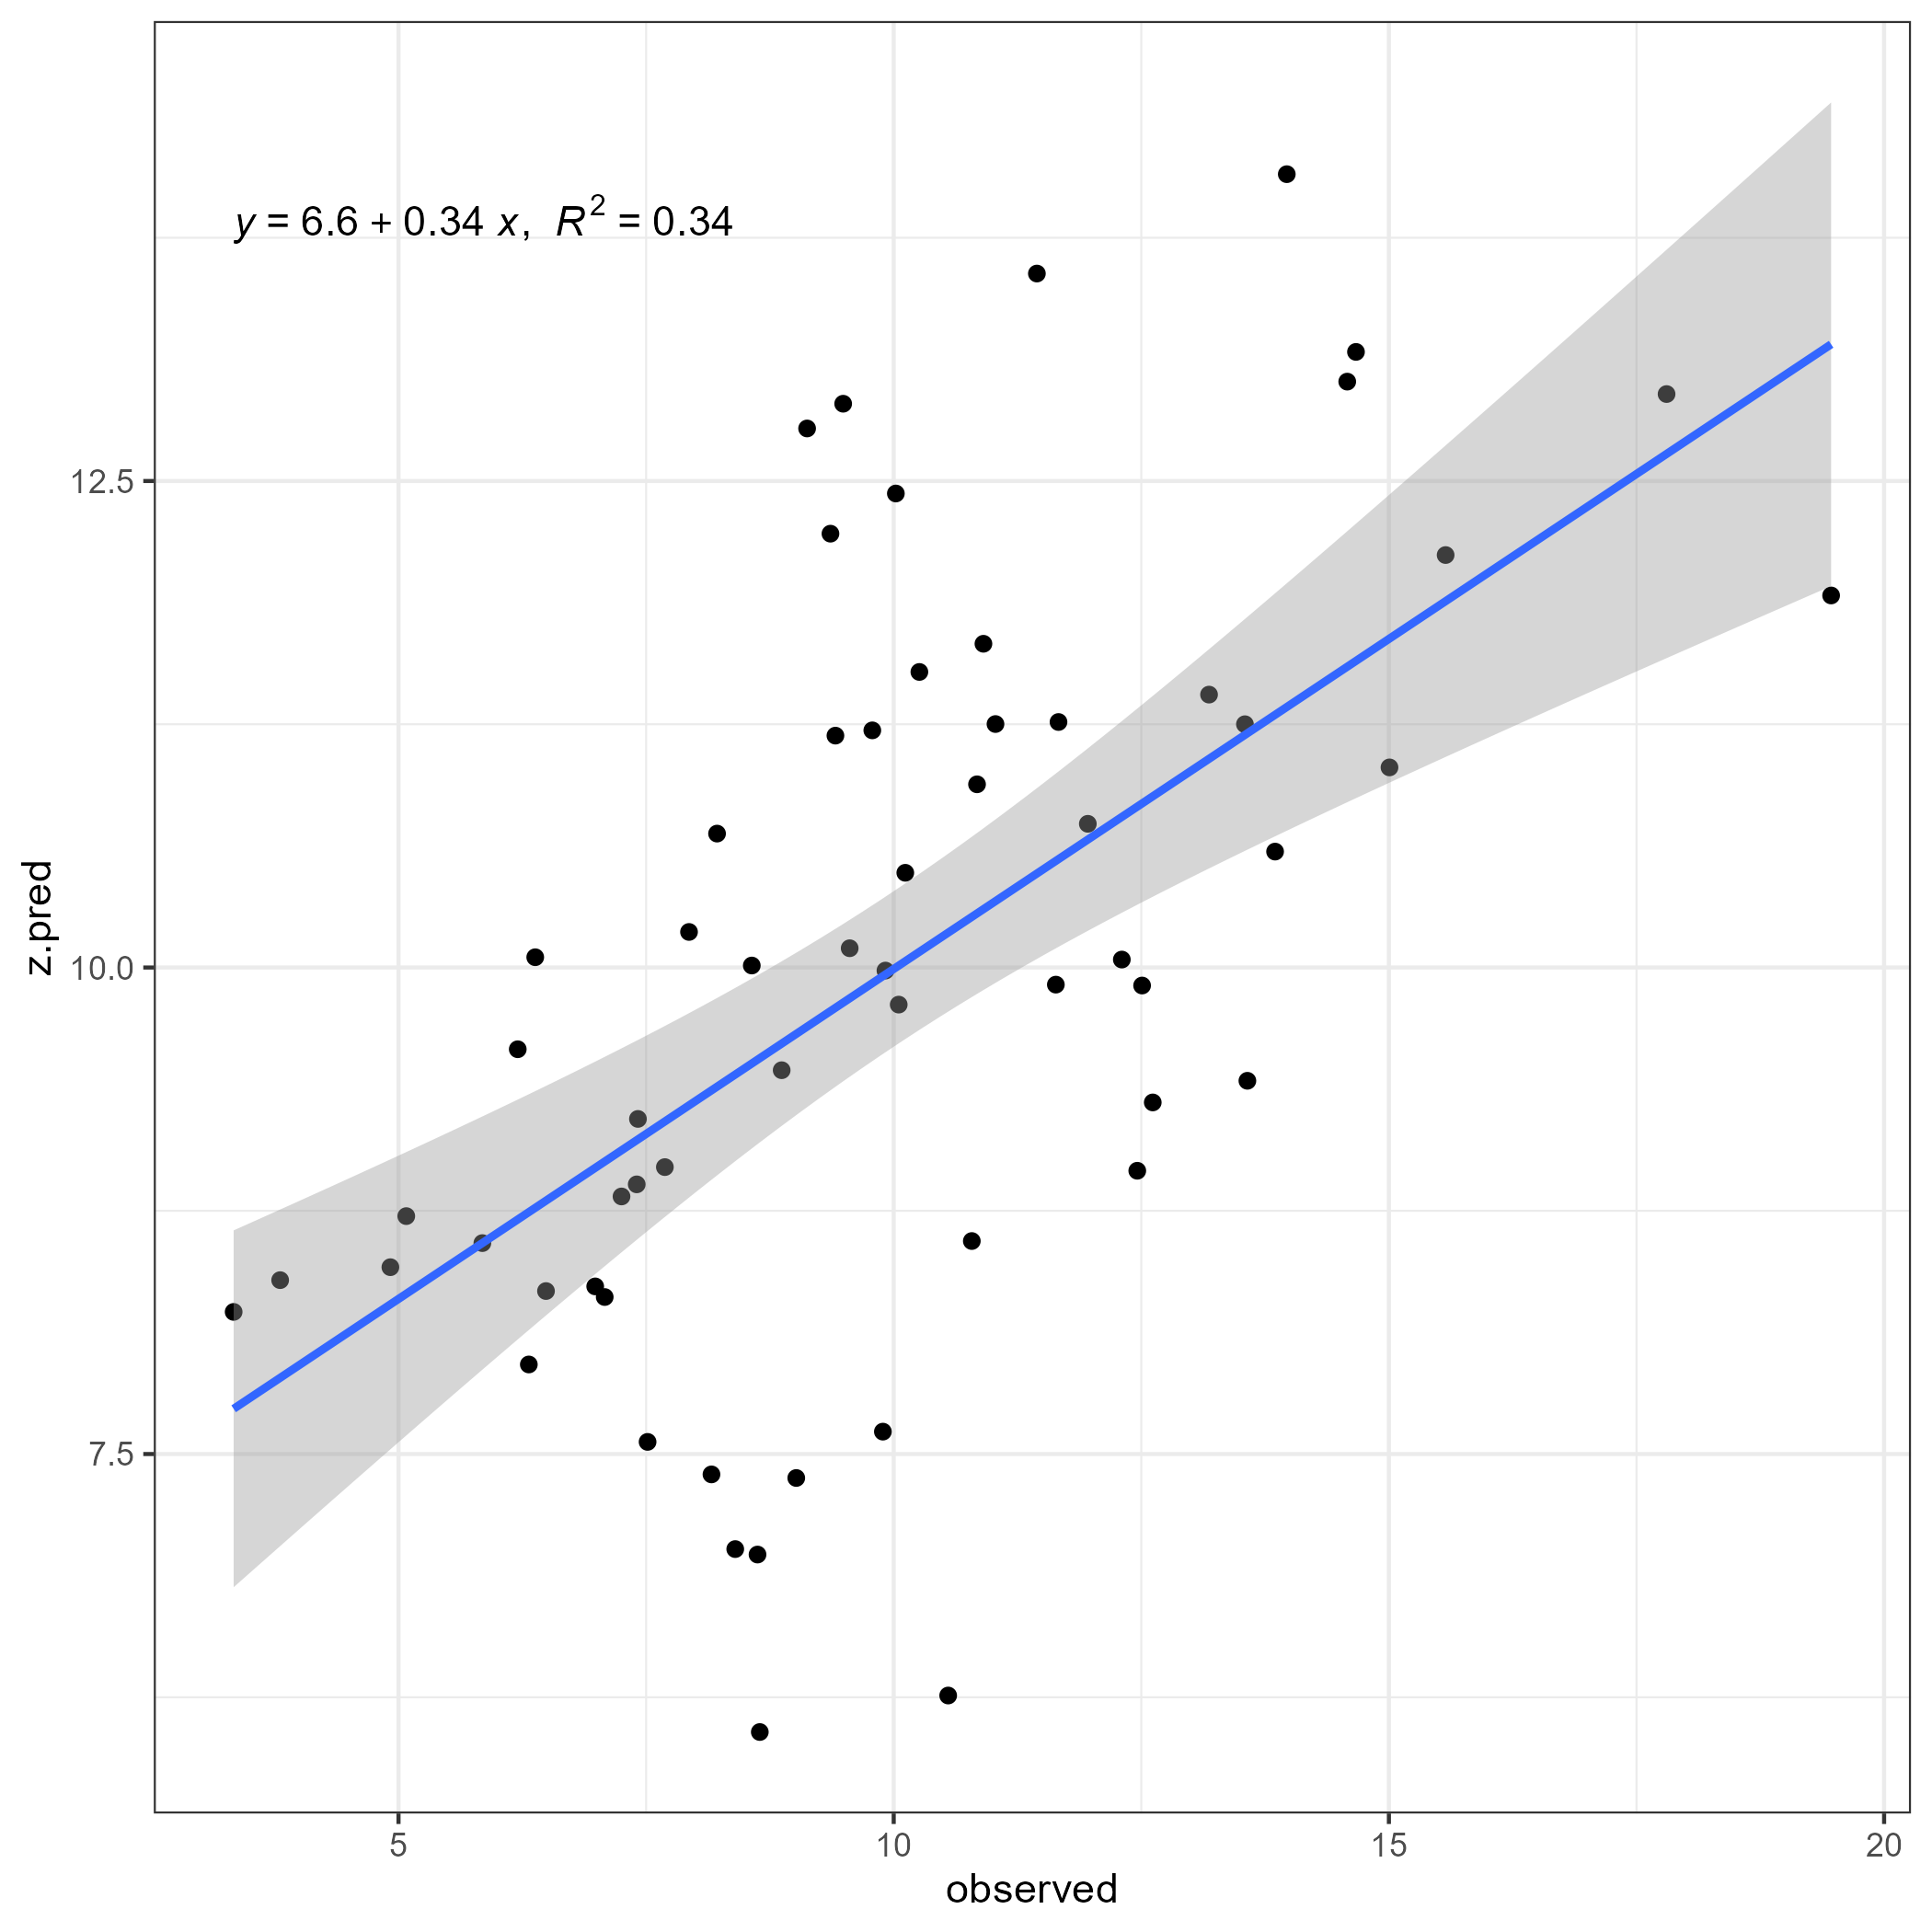 y = 6.6 + 0.34 x, R² = 0.34
12.5
10.0
7.5
z.pred
5 10 15 20
observed